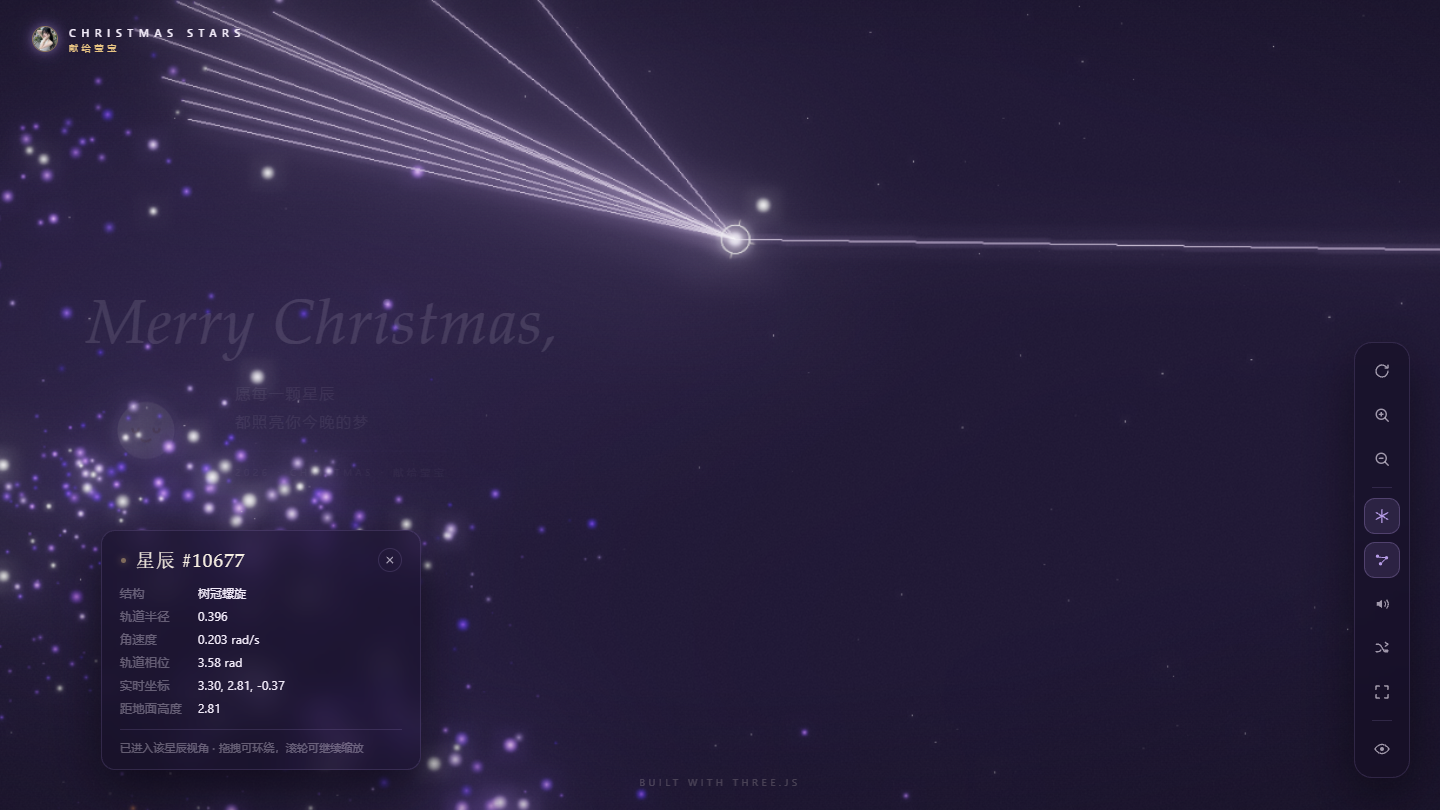 CHRISTMAS STARS
献给莹宝
Merry Christmas,
愿每一颗星辰
都照亮你今晚的梦
献给莹宝
星辰 #10677
结构 树冠螺旋
轨道半径 0.396
角速度 0.203 rad/s
轨道相位 3.58 rad
实时坐标 3.30, 2.81, -0.37
距地面高度 2.81
已进入该星辰视角 · 拖拽可环绕，滚轮可继续缩放
BUILT WITH THREE.JS